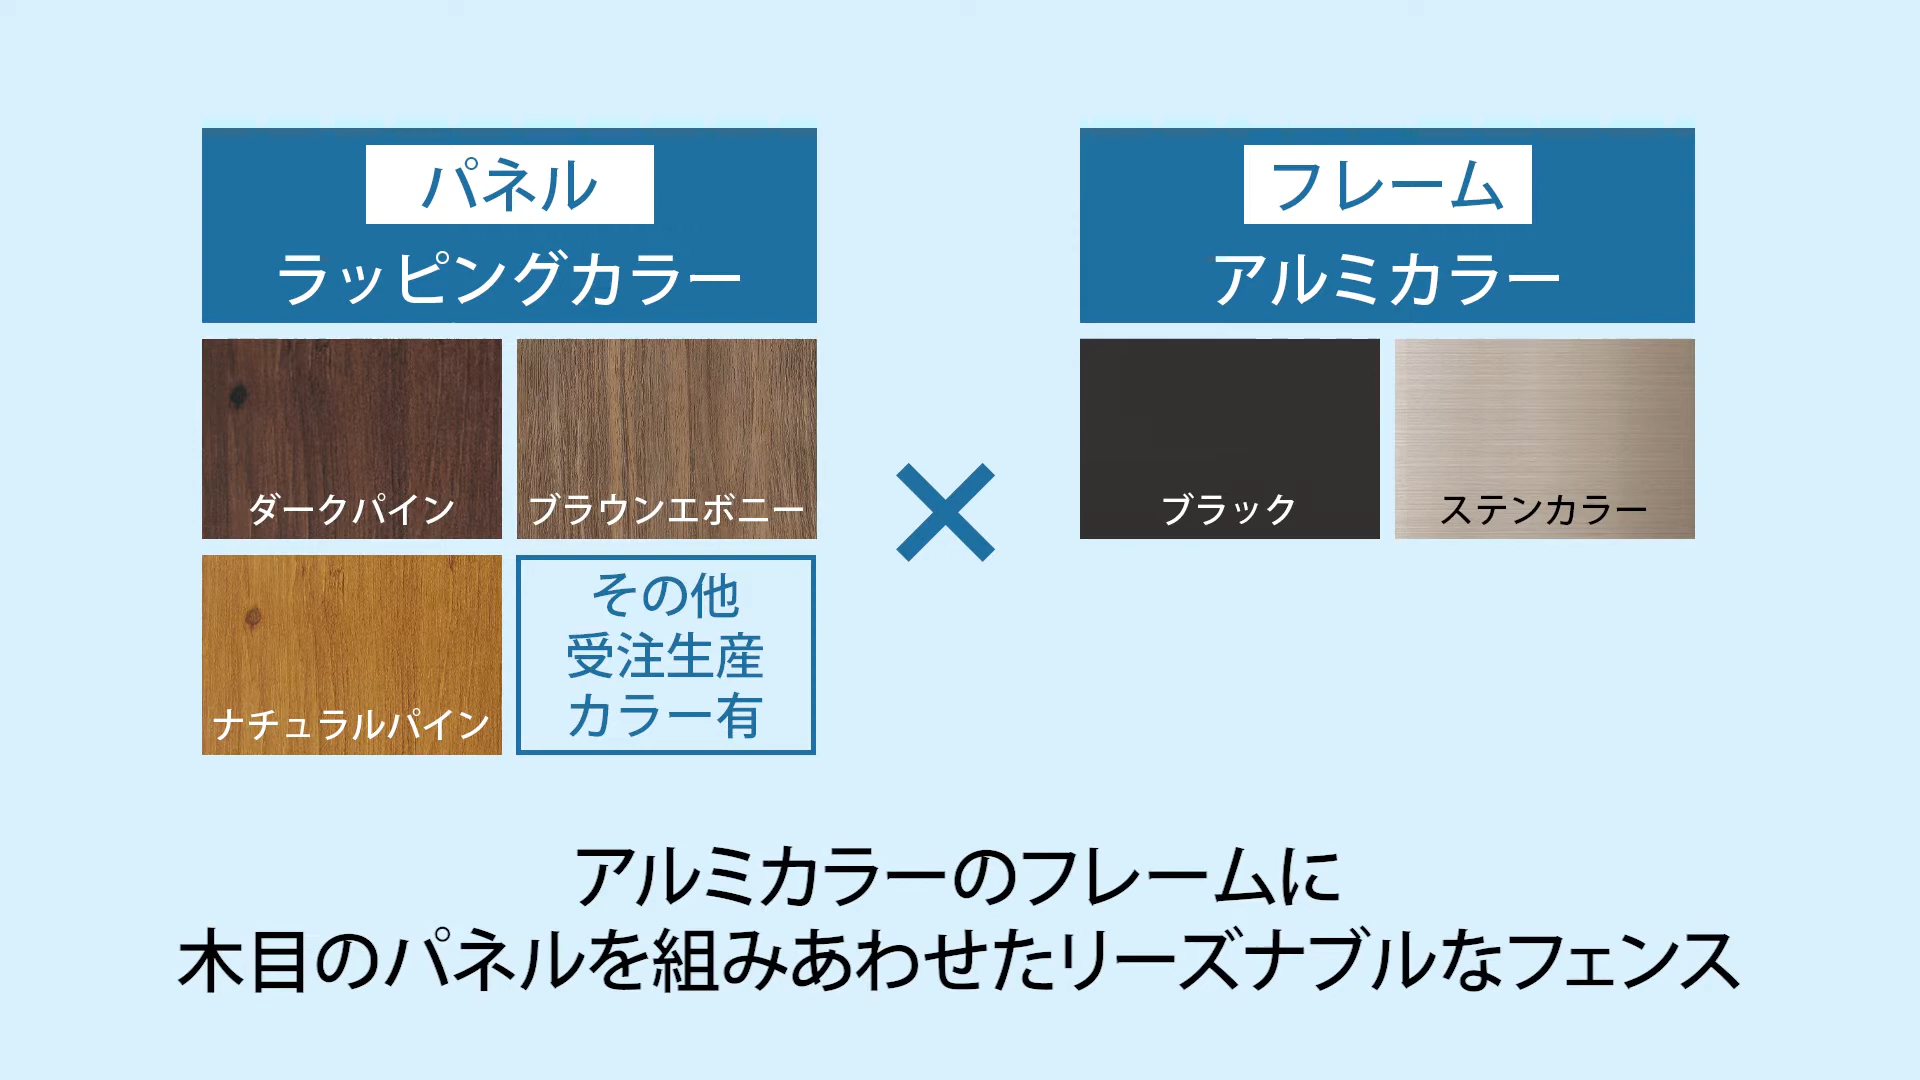 パネル
ラッピングカラー
ダークパイン
ブラウンエボニー
ナチュラルパイン
その他
受注生産
カラー有
×
フレーム
アルミカラー
ブラック
ステンカラー
アルミカラーのフレームに
木目のパネルを組みあわせたリーズナブルなフェンス